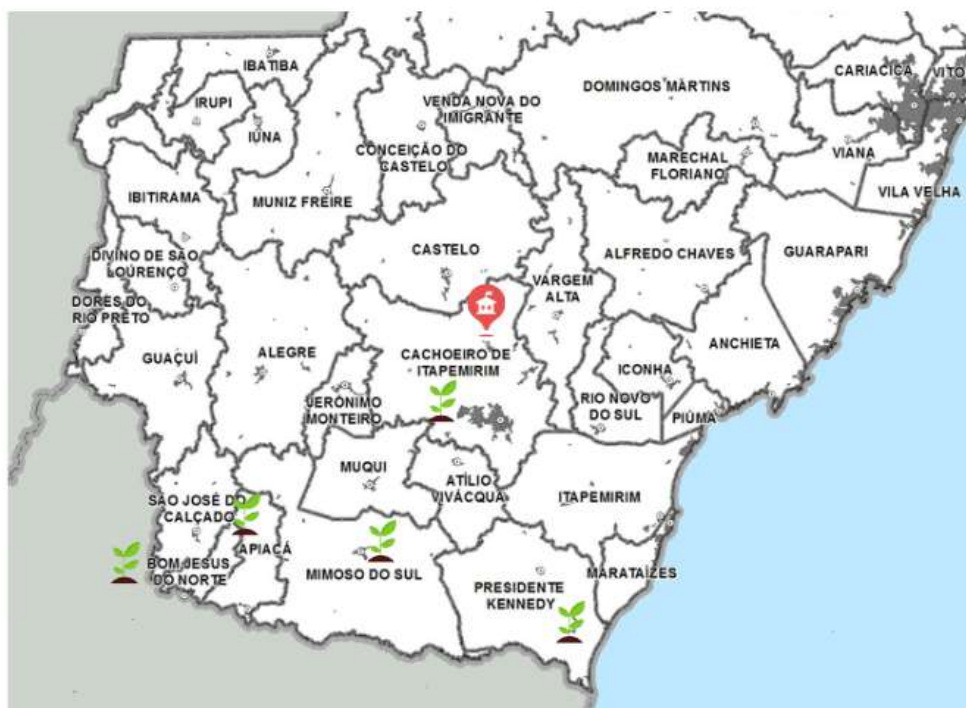 IBATIBA
IRUPI
IUNA
IBITIRAMA
MUNIZ FREIRE
CONCEIÇÃO DO
CASTELO
VENDA NOVA DO
IMIGRANTE
DOMINGOS MARTINS
CARIACICA
VITO
MARECHAL
FLORIANO
VIANA
VILA VELHA
DIVINO DE SÃO
LOURENÇO
CASTELO
VARGEM
ALTA
ALFREDO CHAVES
GUARAPARI
DORES DO
RIO PRETO
GUAÇUÍ
ALEGRE
CACHOEIRO DE
ITAPEMIRIM
ICONHA
ANCHIETA
JERÔNIMO
MONTEIRO
RIO NOVO
DO SUL
PIÚMA
MUQUI
ATÍLIO
VIVÁCQUA
ITAPEMIRIM
SÃO JOSÉ DO
CALÇADO
APIACÁ
BOM JESUS
DO NORTE
MIMOSO DO SUL
PRESIDENTE
KENNEDY
MARATAÍZES